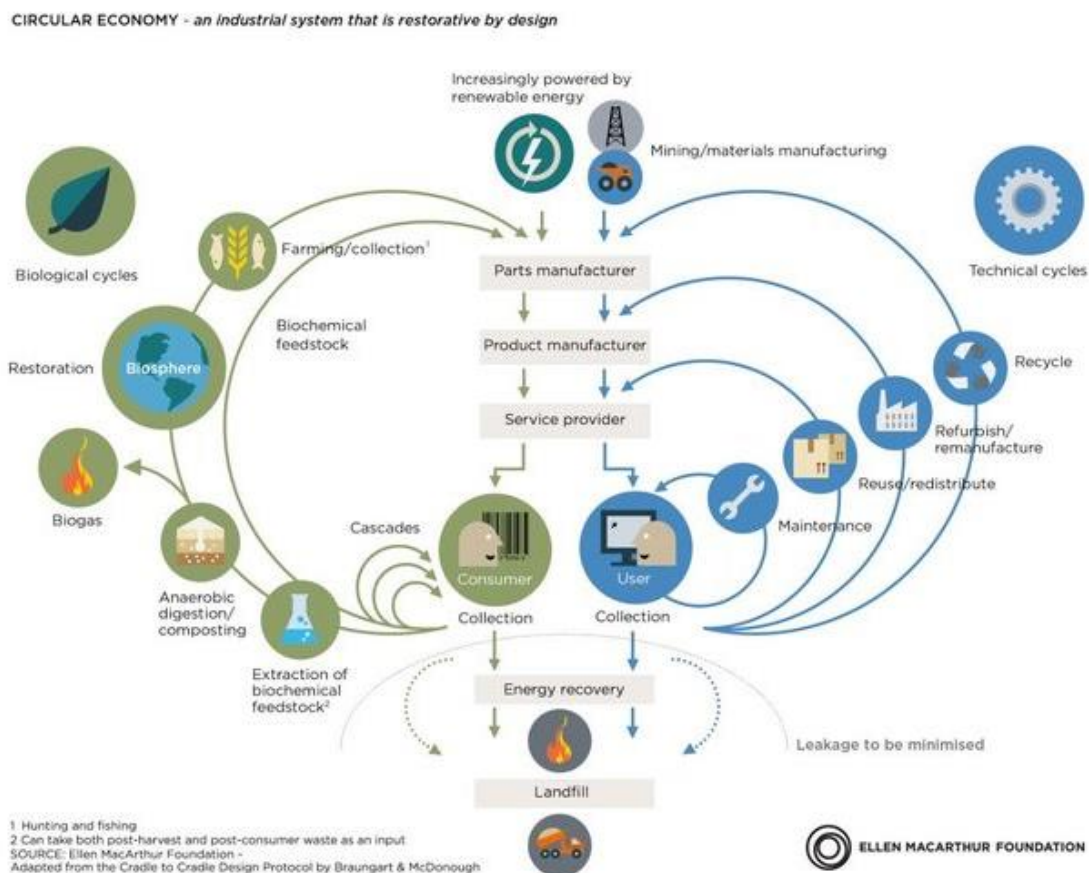 CIRCULAR ECONOMY - an industrial system that is restorative by design
Increasingly powered by
renewable energy
Mining/materials manufacturing
Biological cycles
Farming/collection¹
Parts manufacturer
Technical cycles
Biochemical
feedstock
Product manufacturer
Restoration
Biosphere
Recycle
Service provider
Refurbish/
remanufacture
Reuse/redistribute
Biogas
Cascades
Maintenance
Consumer
User
Anaerobic
digestion/
composting
Collection
Collection
Extraction of
biochemical
feedstock²
Energy recovery
Leakage to be minimised
Landfill
1 Hunting and fishing
2 Can take both post-harvest and post-consumer waste as an input
SOURCE: Ellen MacArthur Foundation -
Adapted from the Cradle to Cradle Design Protocol by Braungart & McDonough
ELLEN MACARTHUR FOUNDATION